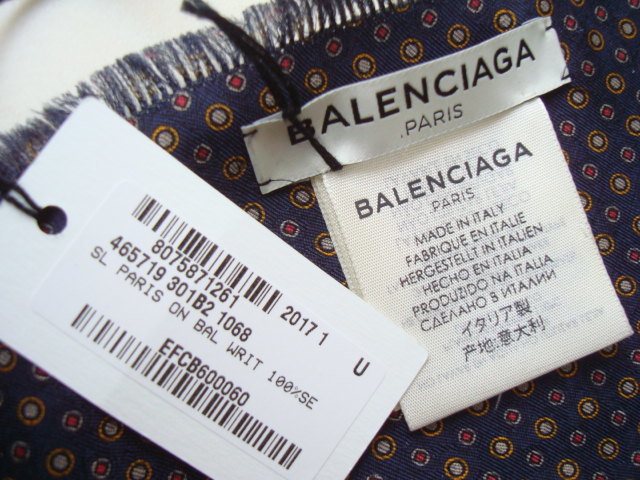 BALENCIAGA
.PARIS
BALENCIAGA
.PARIS
MADE IN ITALY
FABRIQUE EN ITALIE
HERGESTELLT IN ITALIEN
HECHO EN ITALIA
PRODUZIDO NA ITALIA
СДЕЛАНО В ИТАЛИИ
イタリア製
产地:意大利
8075871261 2017 1
465719 301B2 1068 U
SL PARIS ON BAL WRIT 100%SE
EFCB600060